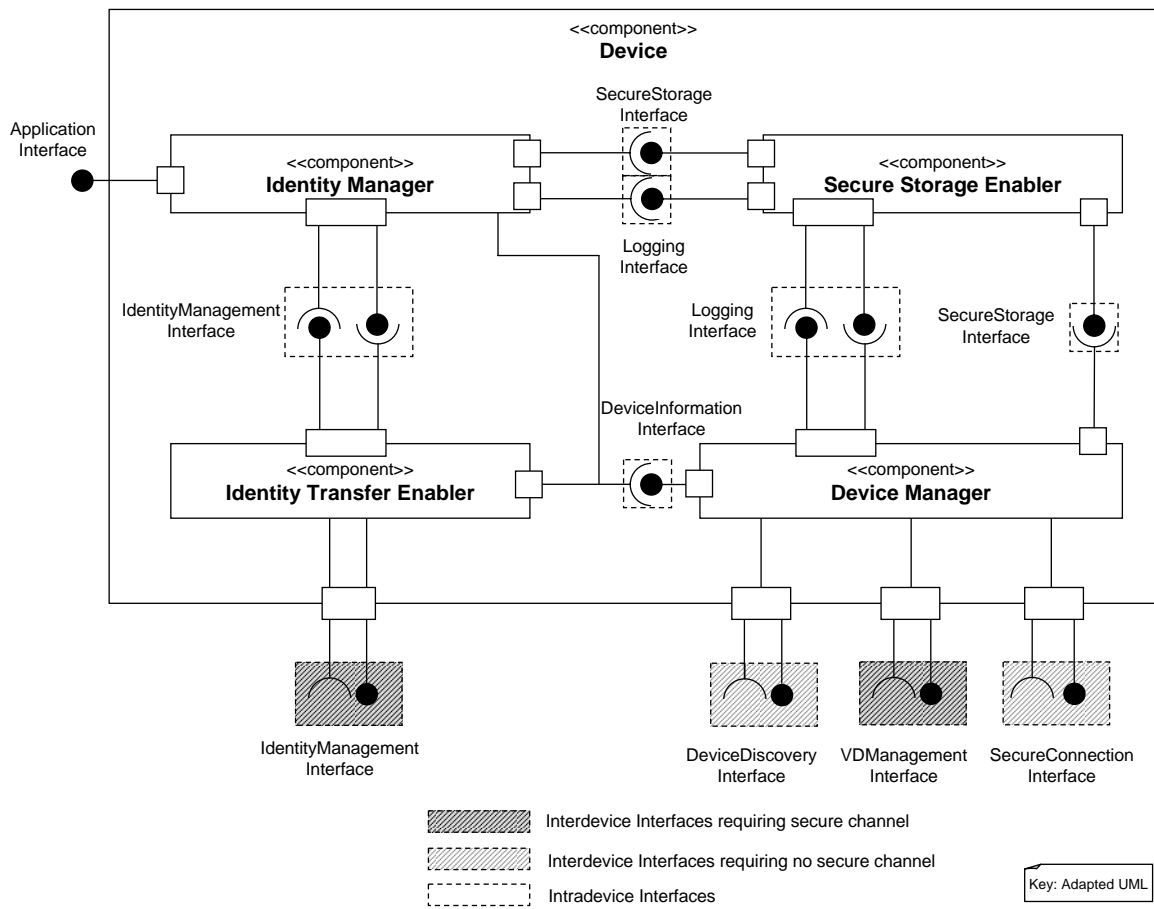 <<component>>
Device
SecureStorage
Interface
Application
Interface
<<component>>
Identity Manager
<<component>>
Secure Storage Enabler
Logging
Interface
IdentityManagement
Interface
Logging
Interface
SecureStorage
Interface
DeviceInformation
Interface
<<component>>
Identity Transfer Enabler
<<component>>
Device Manager
IdentityManagement
Interface
DeviceDiscovery
Interface
VDManagement
Interface
SecureConnection
Interface
Interdevice Interfaces requiring secure channel
Interdevice Interfaces requiring no secure channel
Intradevice Interfaces
Key: Adapted UML